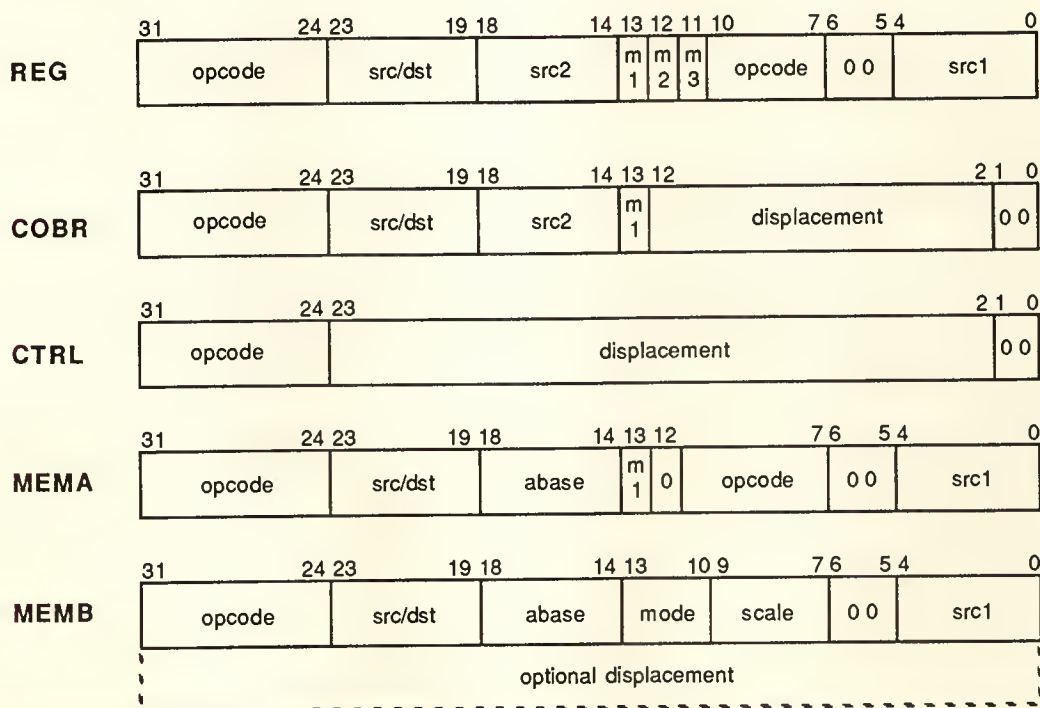 31 24 23 19 18 14 13 12 11 10 7 6 5 4 0
REG opcode src/dst src2 m1 m2 m3 opcode 0 0 src1
31 24 23 19 18 14 13 12 2 1 0
COBR opcode src/dst src2 m1 displacement 0 0
31 24 23 2 1 0
CTRL opcode displacement 0 0
31 24 23 19 18 14 13 12 7 6 5 4 0
MEMA opcode src/dst abase m1 0 opcode 0 0 src1
31 24 23 19 18 14 13 10 9 7 6 5 4 0
MEMB opcode src/dst abase mode scale 0 0 src1
optional displacement